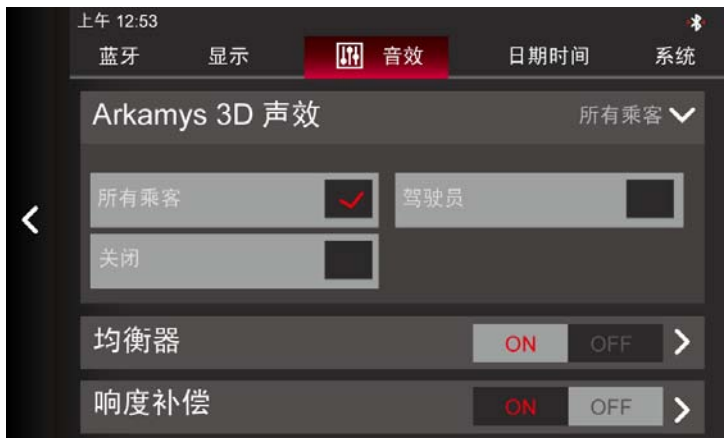 上午 12:53
蓝牙 显示 音效 日期时间 系统
Arkamys 3D 声效 所有乘客
所有乘客 驾驶员
关闭
均衡器 ON OFF
响度补偿 ON OFF